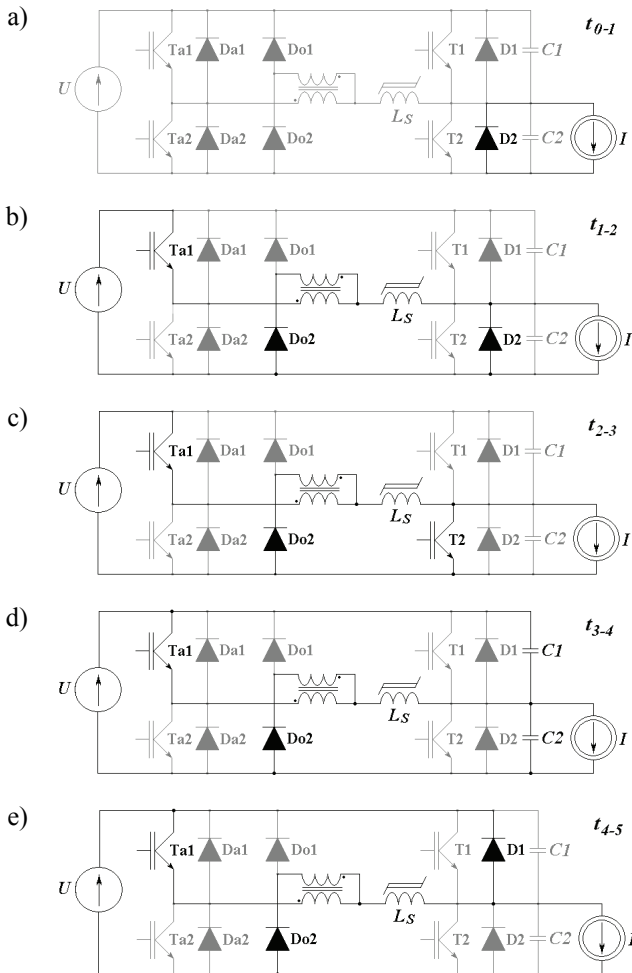 a) t0-1
Ta1 Da1 Do1 T1 D1 C1
U LS I
Ta2 Da2 Do2 T2 D2 C2
b) t1-2
Ta1 Da1 Do1 T1 D1 C1
U LS I
Ta2 Da2 Do2 T2 D2 C2
c) t2-3
Ta1 Da1 Do1 T1 D1 C1
U LS I
Ta2 Da2 Do2 T2 D2 C2
d) t3-4
Ta1 Da1 Do1 T1 D1 C1
U LS I
Ta2 Da2 Do2 T2 D2 C2
e) t4-5
Ta1 Da1 Do1 T1 D1 C1
U LS
Ta2 Da2 Do2 T2 D2 C2